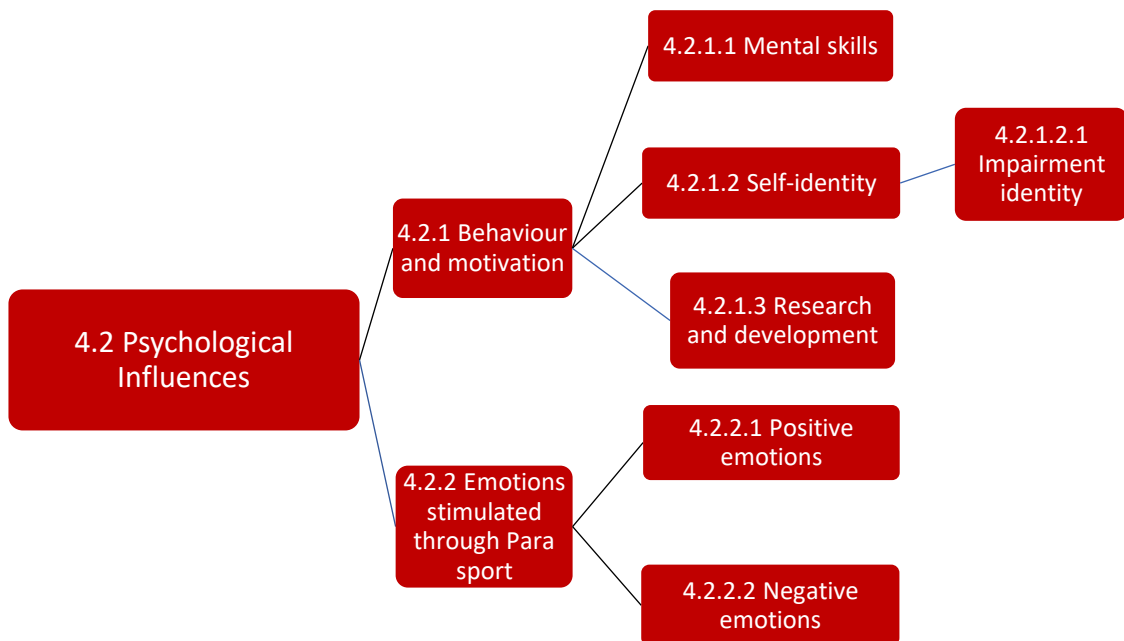 4.2 Psychological
Influences
4.2.1 Behaviour
and motivation
4.2.1.1 Mental skills
4.2.1.2 Self-identity
4.2.1.2.1
Impairment
identity
4.2.1.3 Research
and development
4.2.2 Emotions
stimulated
through Para
sport
4.2.2.1 Positive
emotions
4.2.2.2 Negative
emotions